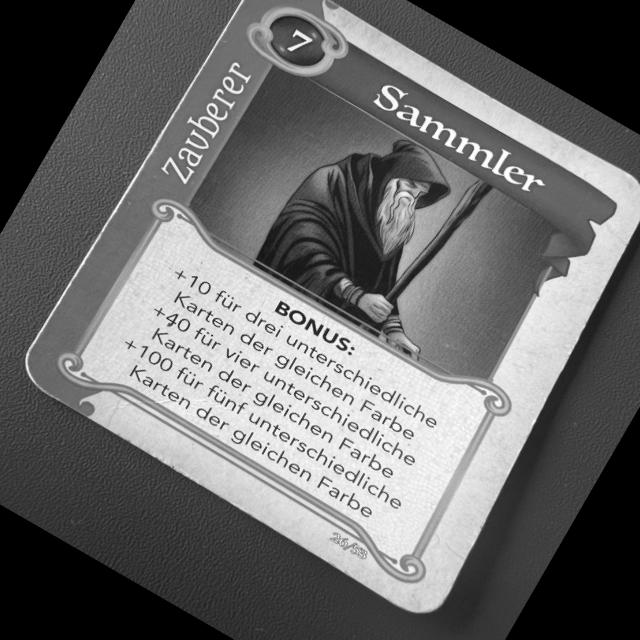 7
Sammler
Zauberer
BONUS:
+10 für drei unterschiedliche
Karten der gleichen Farbe
+40 für vier unterschiedliche
Karten der gleichen Farbe
+100 für fünf unterschiedliche
Karten der gleichen Farbe